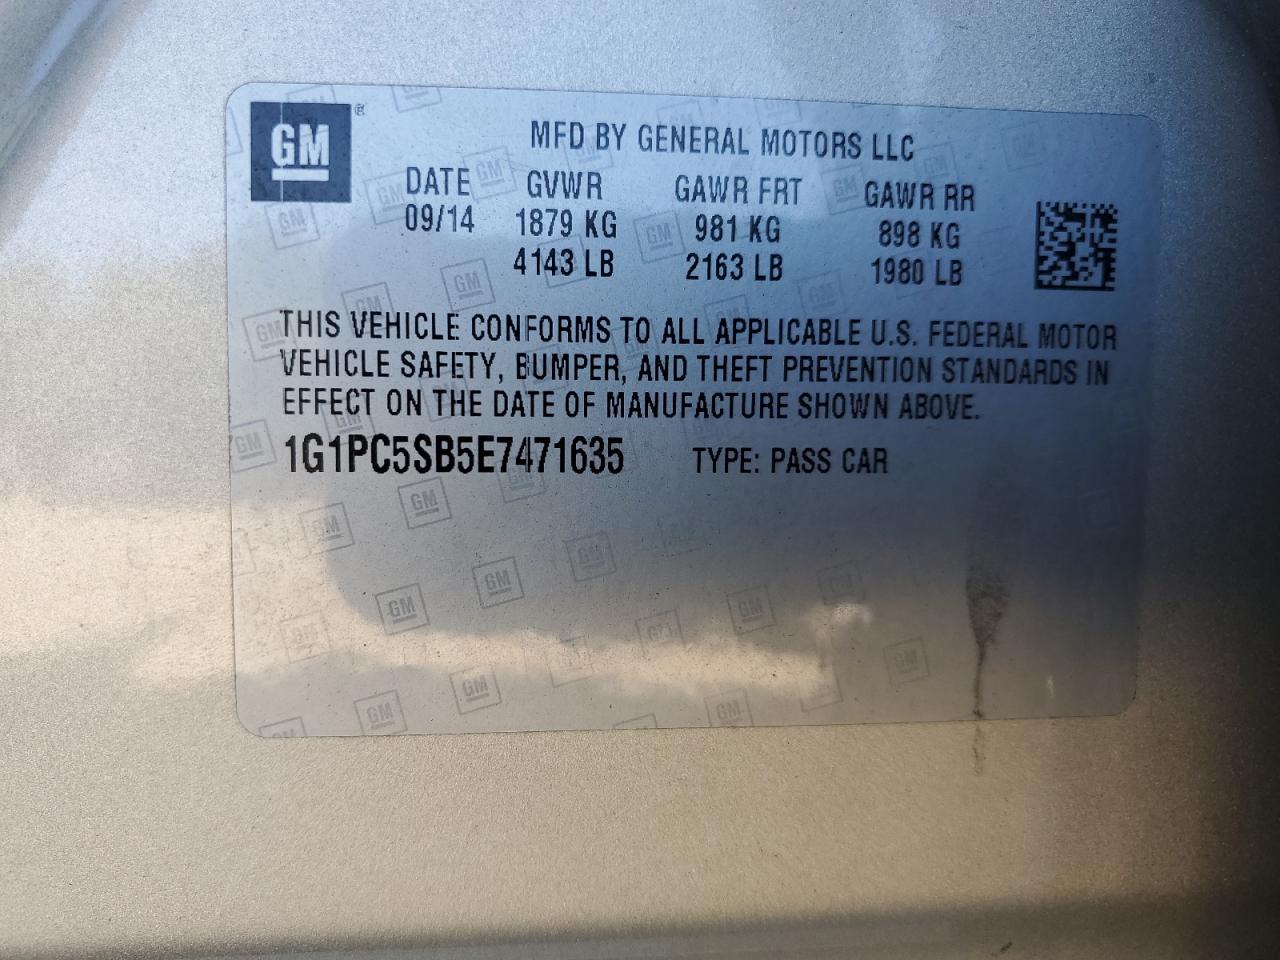 GM ®
MFD BY GENERAL MOTORS LLC
DATE GVWR GAWR FRT GAWR RR
09/14 1879 KG 981 KG 898 KG
4143 LB 2163 LB 1980 LB
THIS VEHICLE CONFORMS TO ALL APPLICABLE U.S. FEDERAL MOTOR
VEHICLE SAFETY, BUMPER, AND THEFT PREVENTION STANDARDS IN
EFFECT ON THE DATE OF MANUFACTURE SHOWN ABOVE.
1G1PC5SB5E7471635 TYPE: PASS CAR